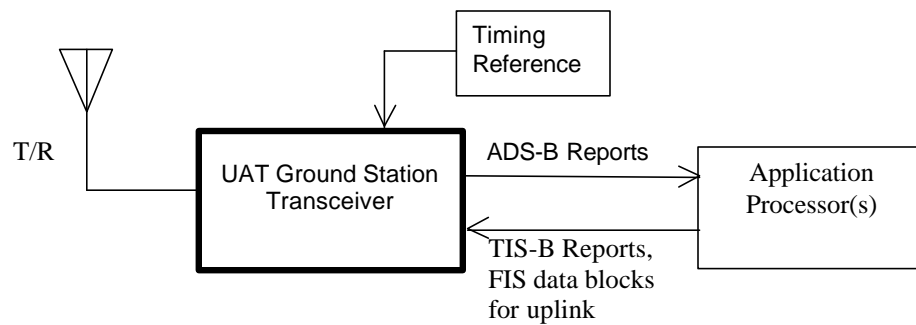 Timing
Reference
T/R
UAT Ground Station
Transceiver
ADS-B Reports
Application
Processor(s)
TIS-B Reports,
FIS data blocks
for uplink